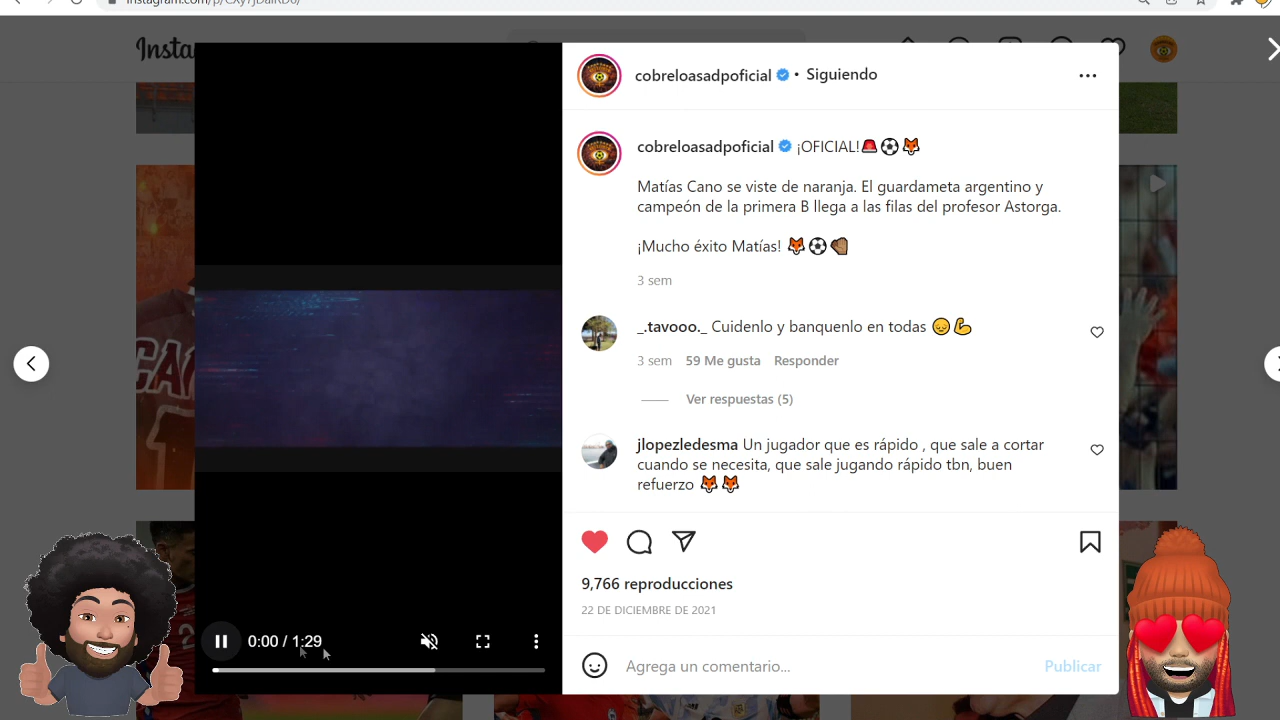 Insta
cobreloasadpoficial • Siguiendo
cobreloasadpoficial ¡OFICIAL!🚨⚽🦊
Matías Cano se viste de naranja. El guardameta argentino y
campeón de la primera B llega a las filas del profesor Astorga.
¡Mucho éxito Matías! 🦊⚽
3 sem
_.tavooo._ Cuidenlo y banquenlo en todas 😞💪
3 sem 59 Me gusta Responder
Ver respuestas (5)
jlopezledesma Un jugador que es rápido , que sale a cortar
cuando se necesita, que sale jugando rápido tbn, buen
refuerzo 🦊🦊
9,766 reproducciones
22 DE DICIEMBRE DE 2021
0:00 / 1:29
Agrega un comentario...
Publicar